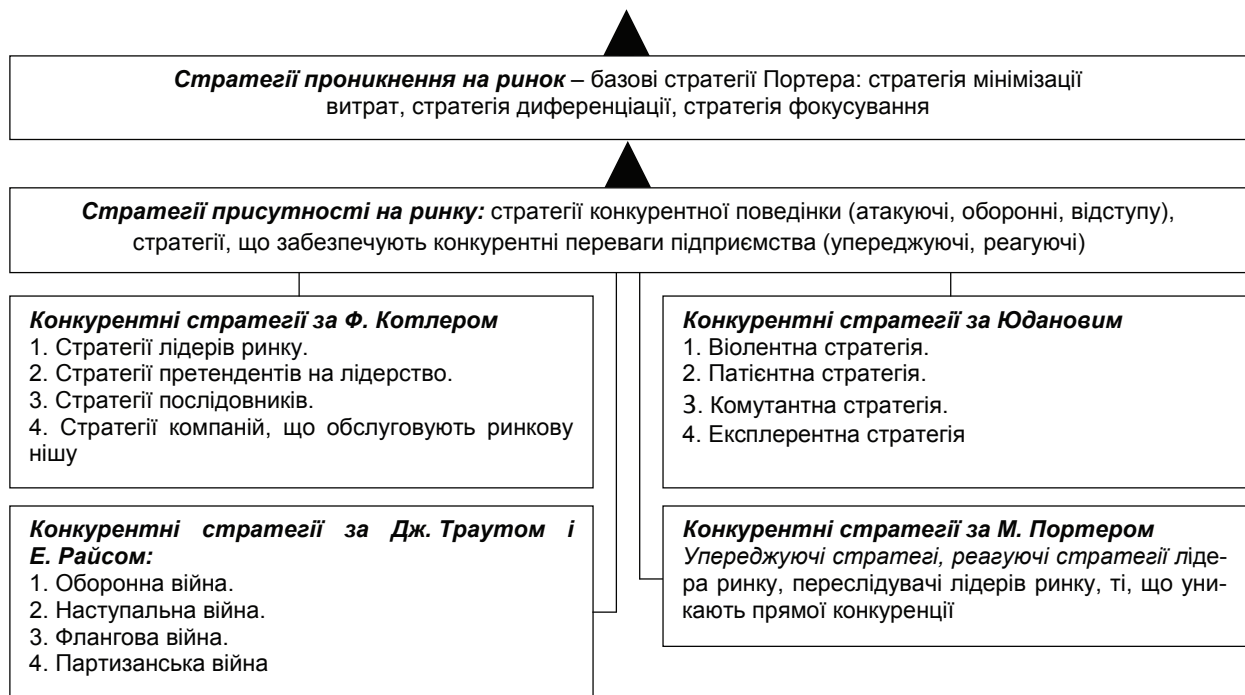 Стратегії проникнення на ринок – базові стратегії Портера: стратегія мінімізації
витрат, стратегія диференціації, стратегія фокусування
Стратегії присутності на ринку: стратегії конкурентної поведінки (атакуючі, оборонні, відступу),
стратегії, що забезпечують конкурентні переваги підприємства (упереджуючі, реагуючі)
Конкурентні стратегії за Ф. Котлером
1. Стратегії лідерів ринку.
2. Стратегії претендентів на лідерство.
3. Стратегії послідовників.
4. Стратегії компаній, що обслуговують ринкову
нішу
Конкурентні стратегії за Юдановим
1. Віолентна стратегія.
2. Патієнтна стратегія.
3. Комутантна стратегія.
4. Експлерентна стратегія
Конкурентні стратегії за Дж. Траутом і
Е. Райсом:
1. Оборонна війна.
2. Наступальна війна.
3. Флангова війна.
4. Партизанська війна
Конкурентні стратегії за М. Портером
Упереджуючі стратегі, реагуючі стратегії ліде-
ра ринку, переслідувачі лідерів ринку, ті, що уни-
кають прямої конкуренції